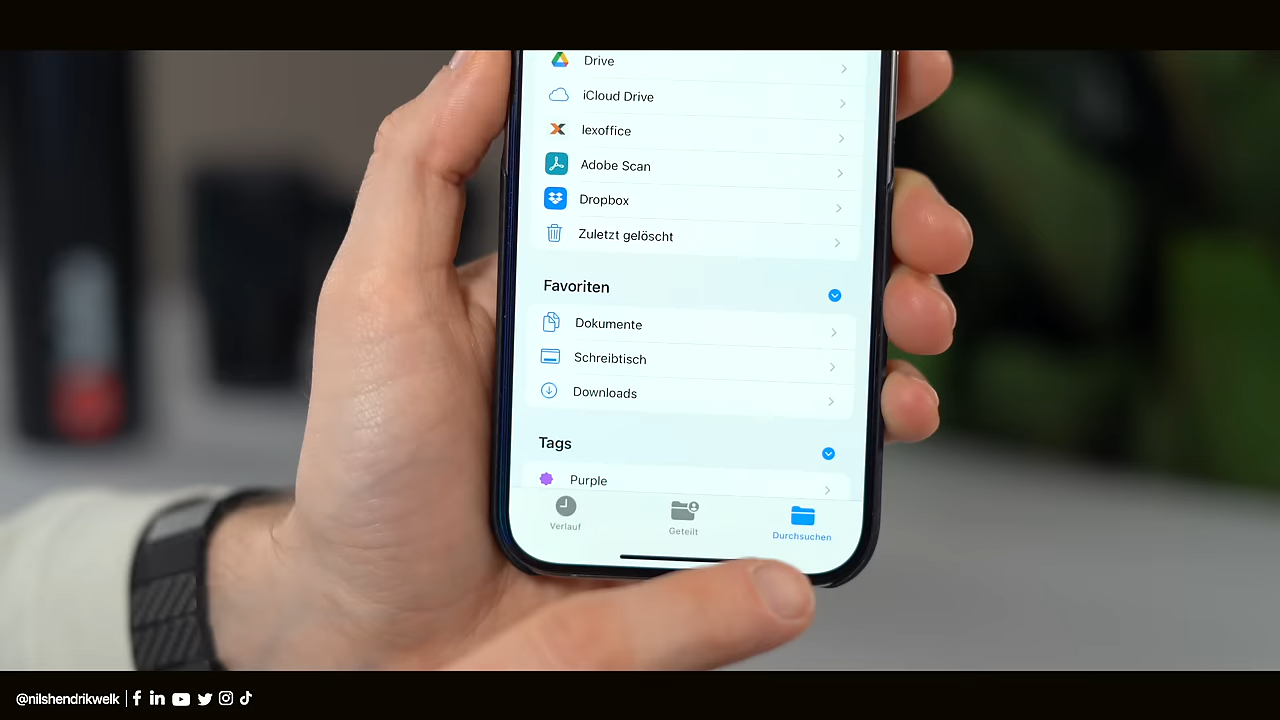 Drive
iCloud Drive
lexoffice
Adobe Scan
Dropbox
Zuletzt gelöscht
Favoriten
Dokumente
Schreibtisch
Downloads
Tags
Purple
Verlauf
Geteilt
Durchsuchen
@nilshendrikwelk